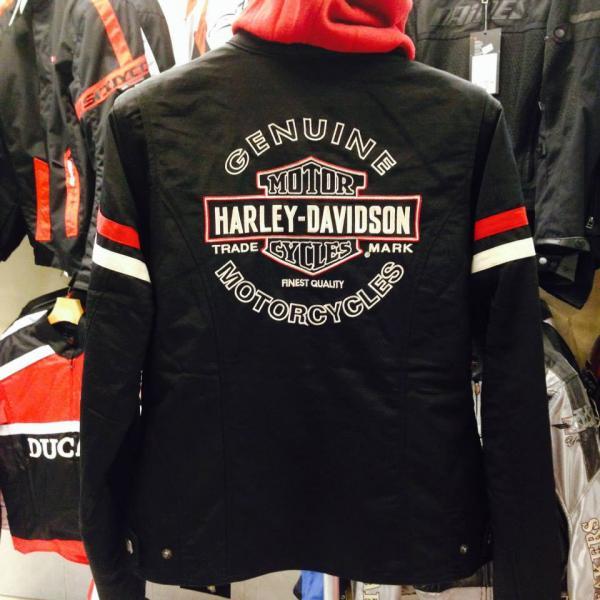 GENUINE
MOTOR
HARLEY-DAVIDSON
TRADE MARK
CYCLES
FINEST QUALITY
MOTORCYCLES
DUCA